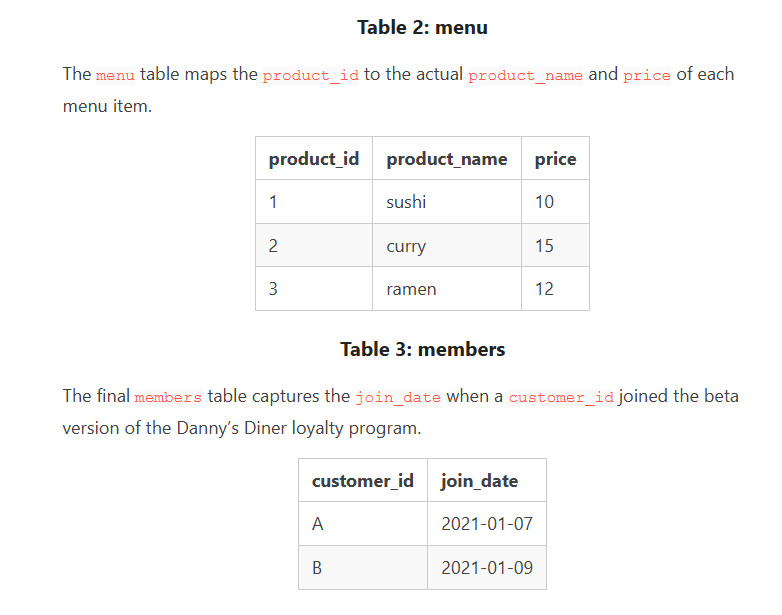 Table 2: menu
The menu table maps the product_id to the actual product_name and price of each
menu item.
product_id product_name price
1 sushi 10
2 curry 15
3 ramen 12
Table 3: members
The final members table captures the join_date when a customer_id joined the beta
version of the Danny’s Diner loyalty program.
customer_id join_date
A 2021-01-07
B 2021-01-09